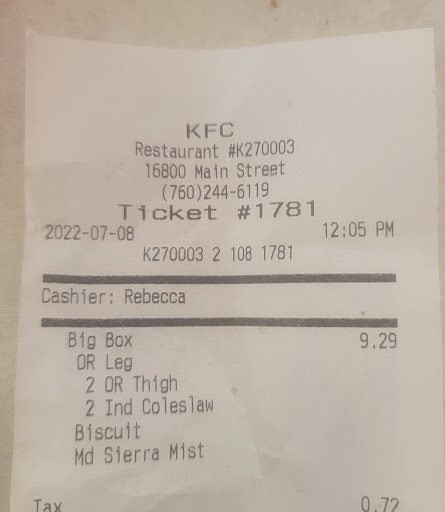 KFC
Restaurant #K270003
16800 Main Street
(760)244-6119
Ticket #1781
2022-07-08 12:05 PM
K270003 2 108 1781
Cashier: Rebecca
Big Box 9.29
OR Leg
2 OR Thigh
2 Ind Coleslaw
Biscuit
Md Sierra Mist
Tax 0.72